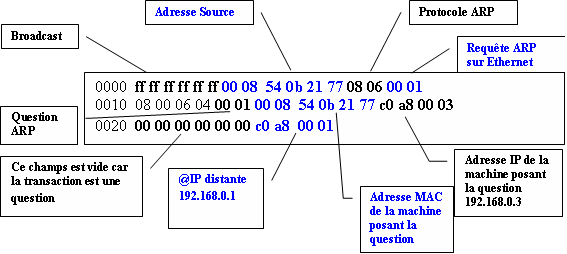 Adresse Source
Protocole ARP
Broadcast
Requête ARP
sur Ethernet
0000 ff ff ff ff ff ff 00 08 54 0b 21 77 08 06 00 01
0010 08 00 06 04 00 01 00 08 54 0b 21 77 c0 a8 00 03
0020 00 00 00 00 00 00 c0 a8 00 01
Question
ARP
Ce champs est vide car
la transaction est une
question
@IP distante
192.168.0.1
Adresse MAC
de la machine
posant la
question
Adresse IP de la
machine posant
la question
192.168.0.3